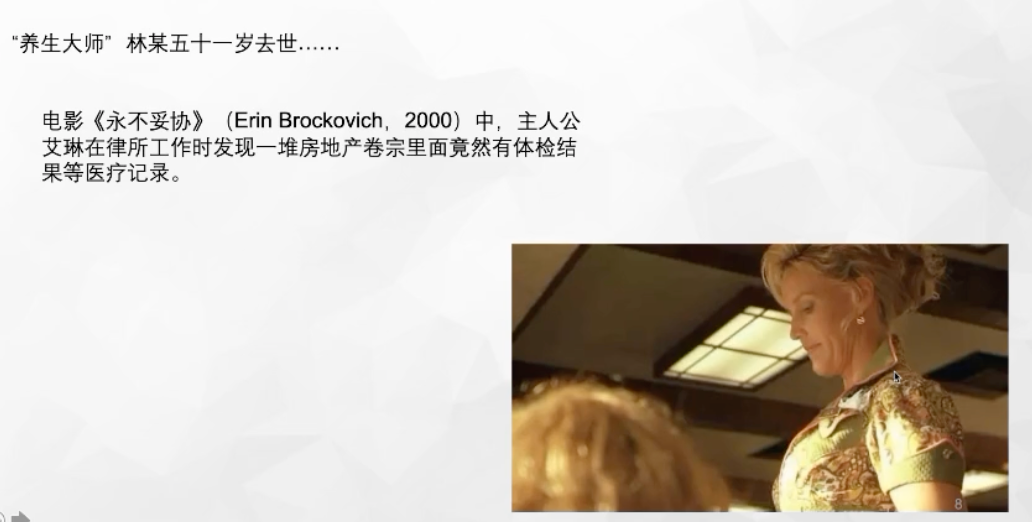 “养生大师” 林某五十一岁去世……
电影《永不妥协》（Erin Brockovich，2000）中，主人公
艾琳在律所工作时发现一堆房地产卷宗里面竟然有体检结
果等医疗记录。
8